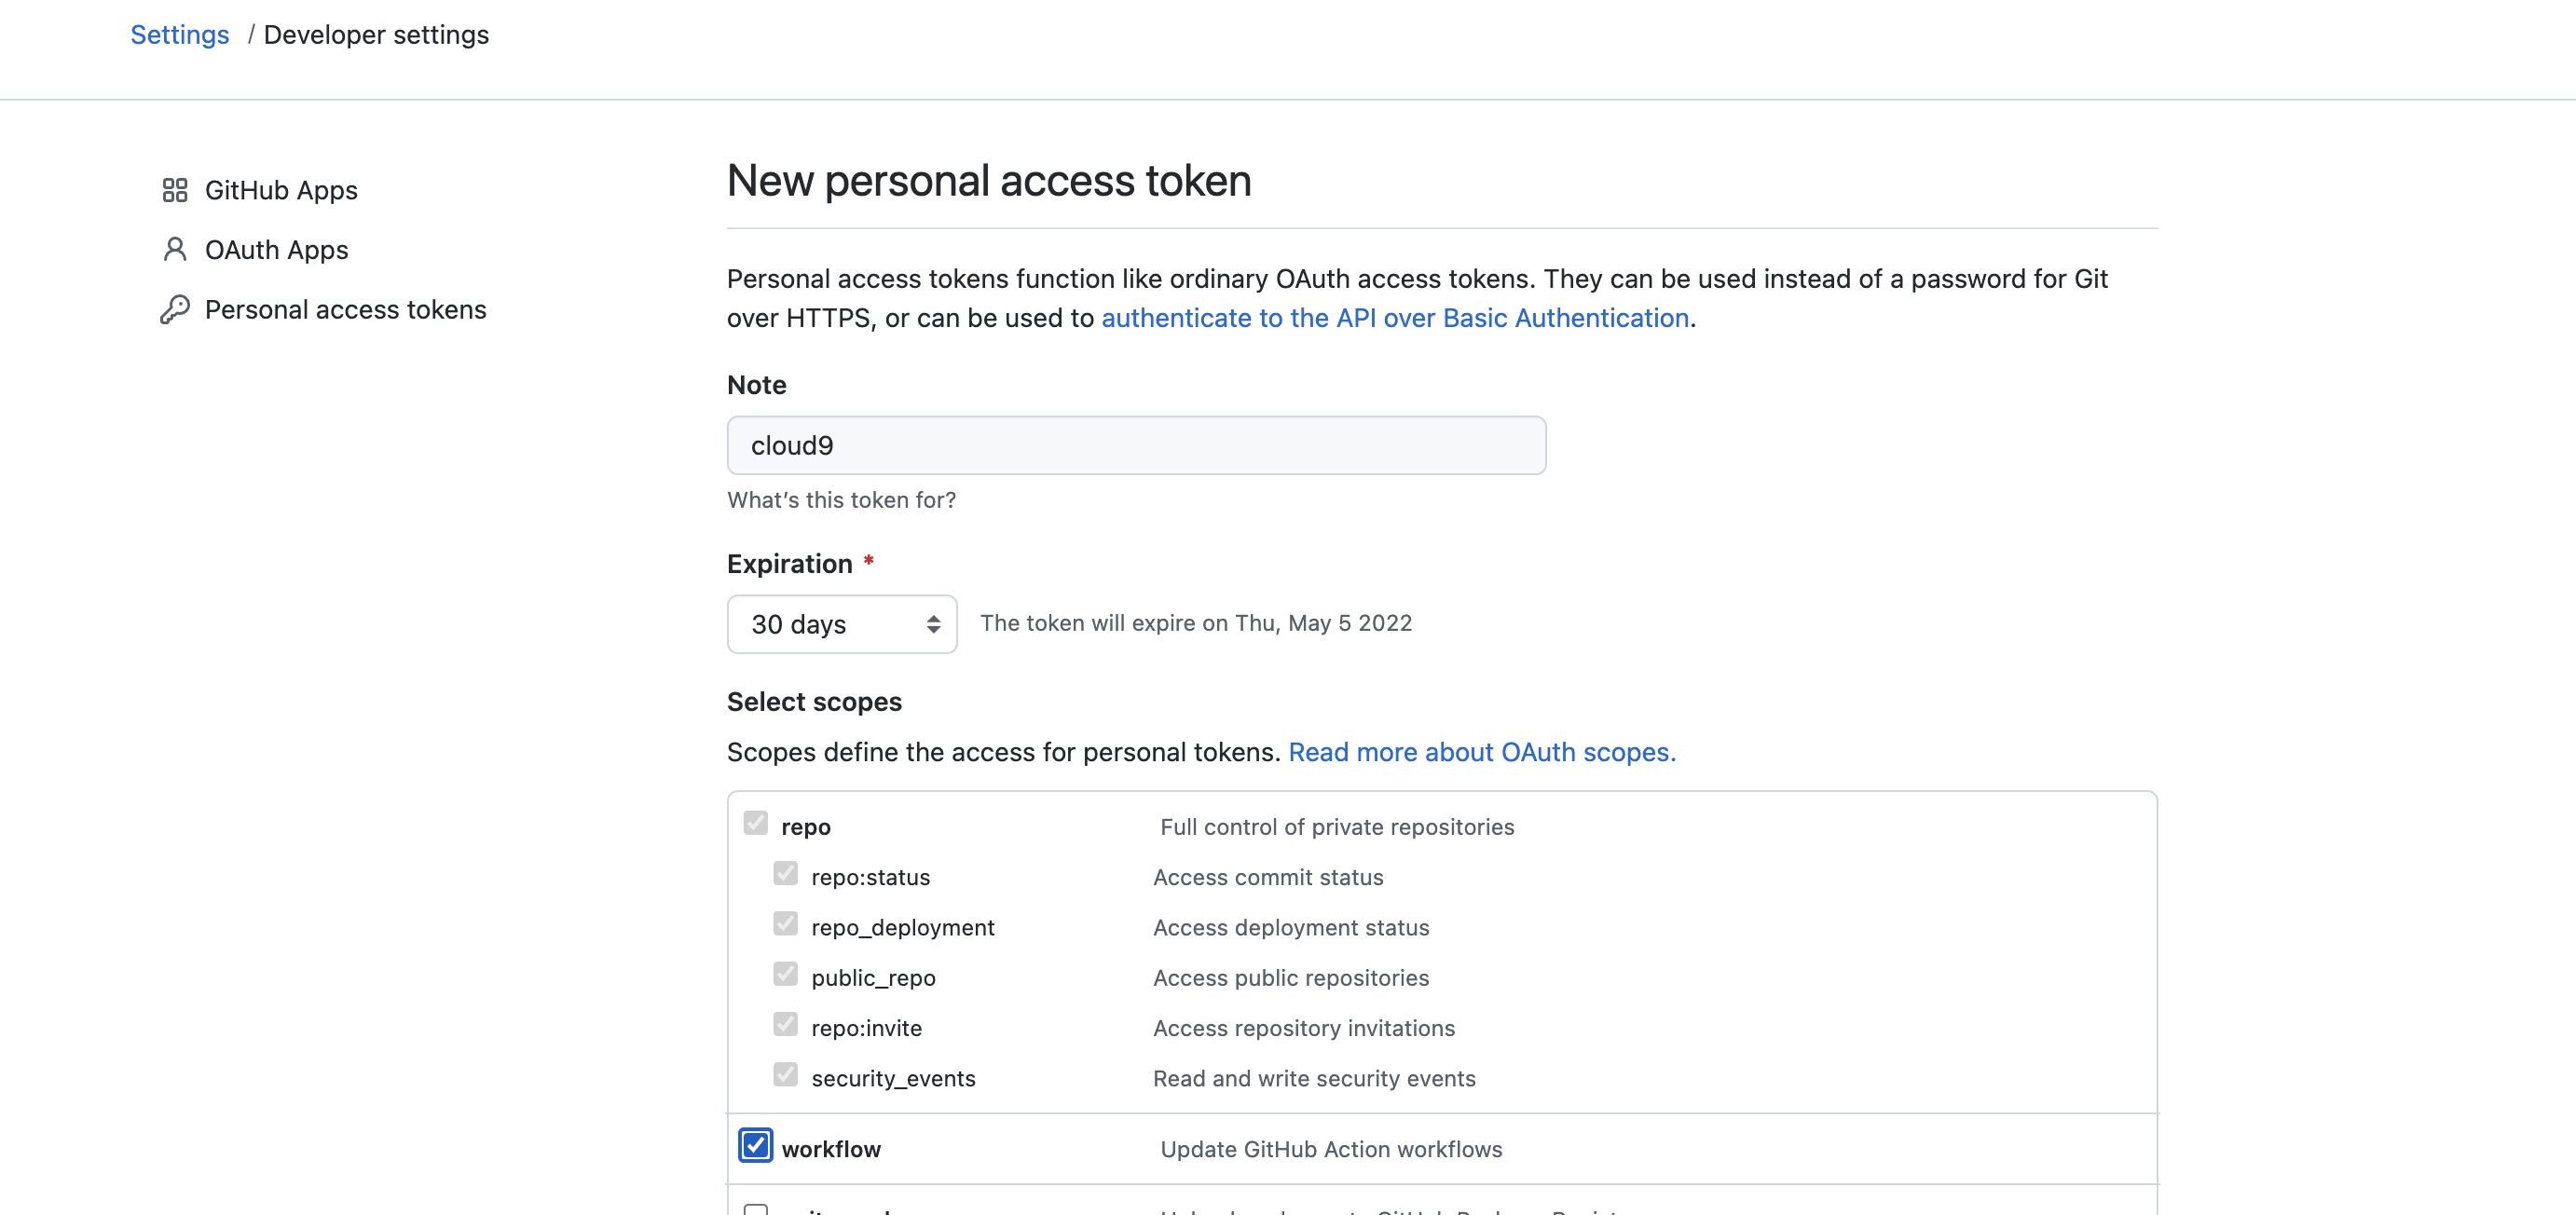 Settings / Developer settings
GitHub Apps
OAuth Apps
Personal access tokens
New personal access token
Personal access tokens function like ordinary OAuth access tokens. They can be used instead of a password for Git
over HTTPS, or can be used to authenticate to the API over Basic Authentication.
Note
cloud9
What's this token for?
Expiration *
30 days The token will expire on Thu, May 5 2022
Select scopes
Scopes define the access for personal tokens. Read more about OAuth scopes.
repo Full control of private repositories
repo:status Access commit status
repo_deployment Access deployment status
public_repo Access public repositories
repo:invite Access repository invitations
security_events Read and write security events
workflow Update GitHub Action workflows